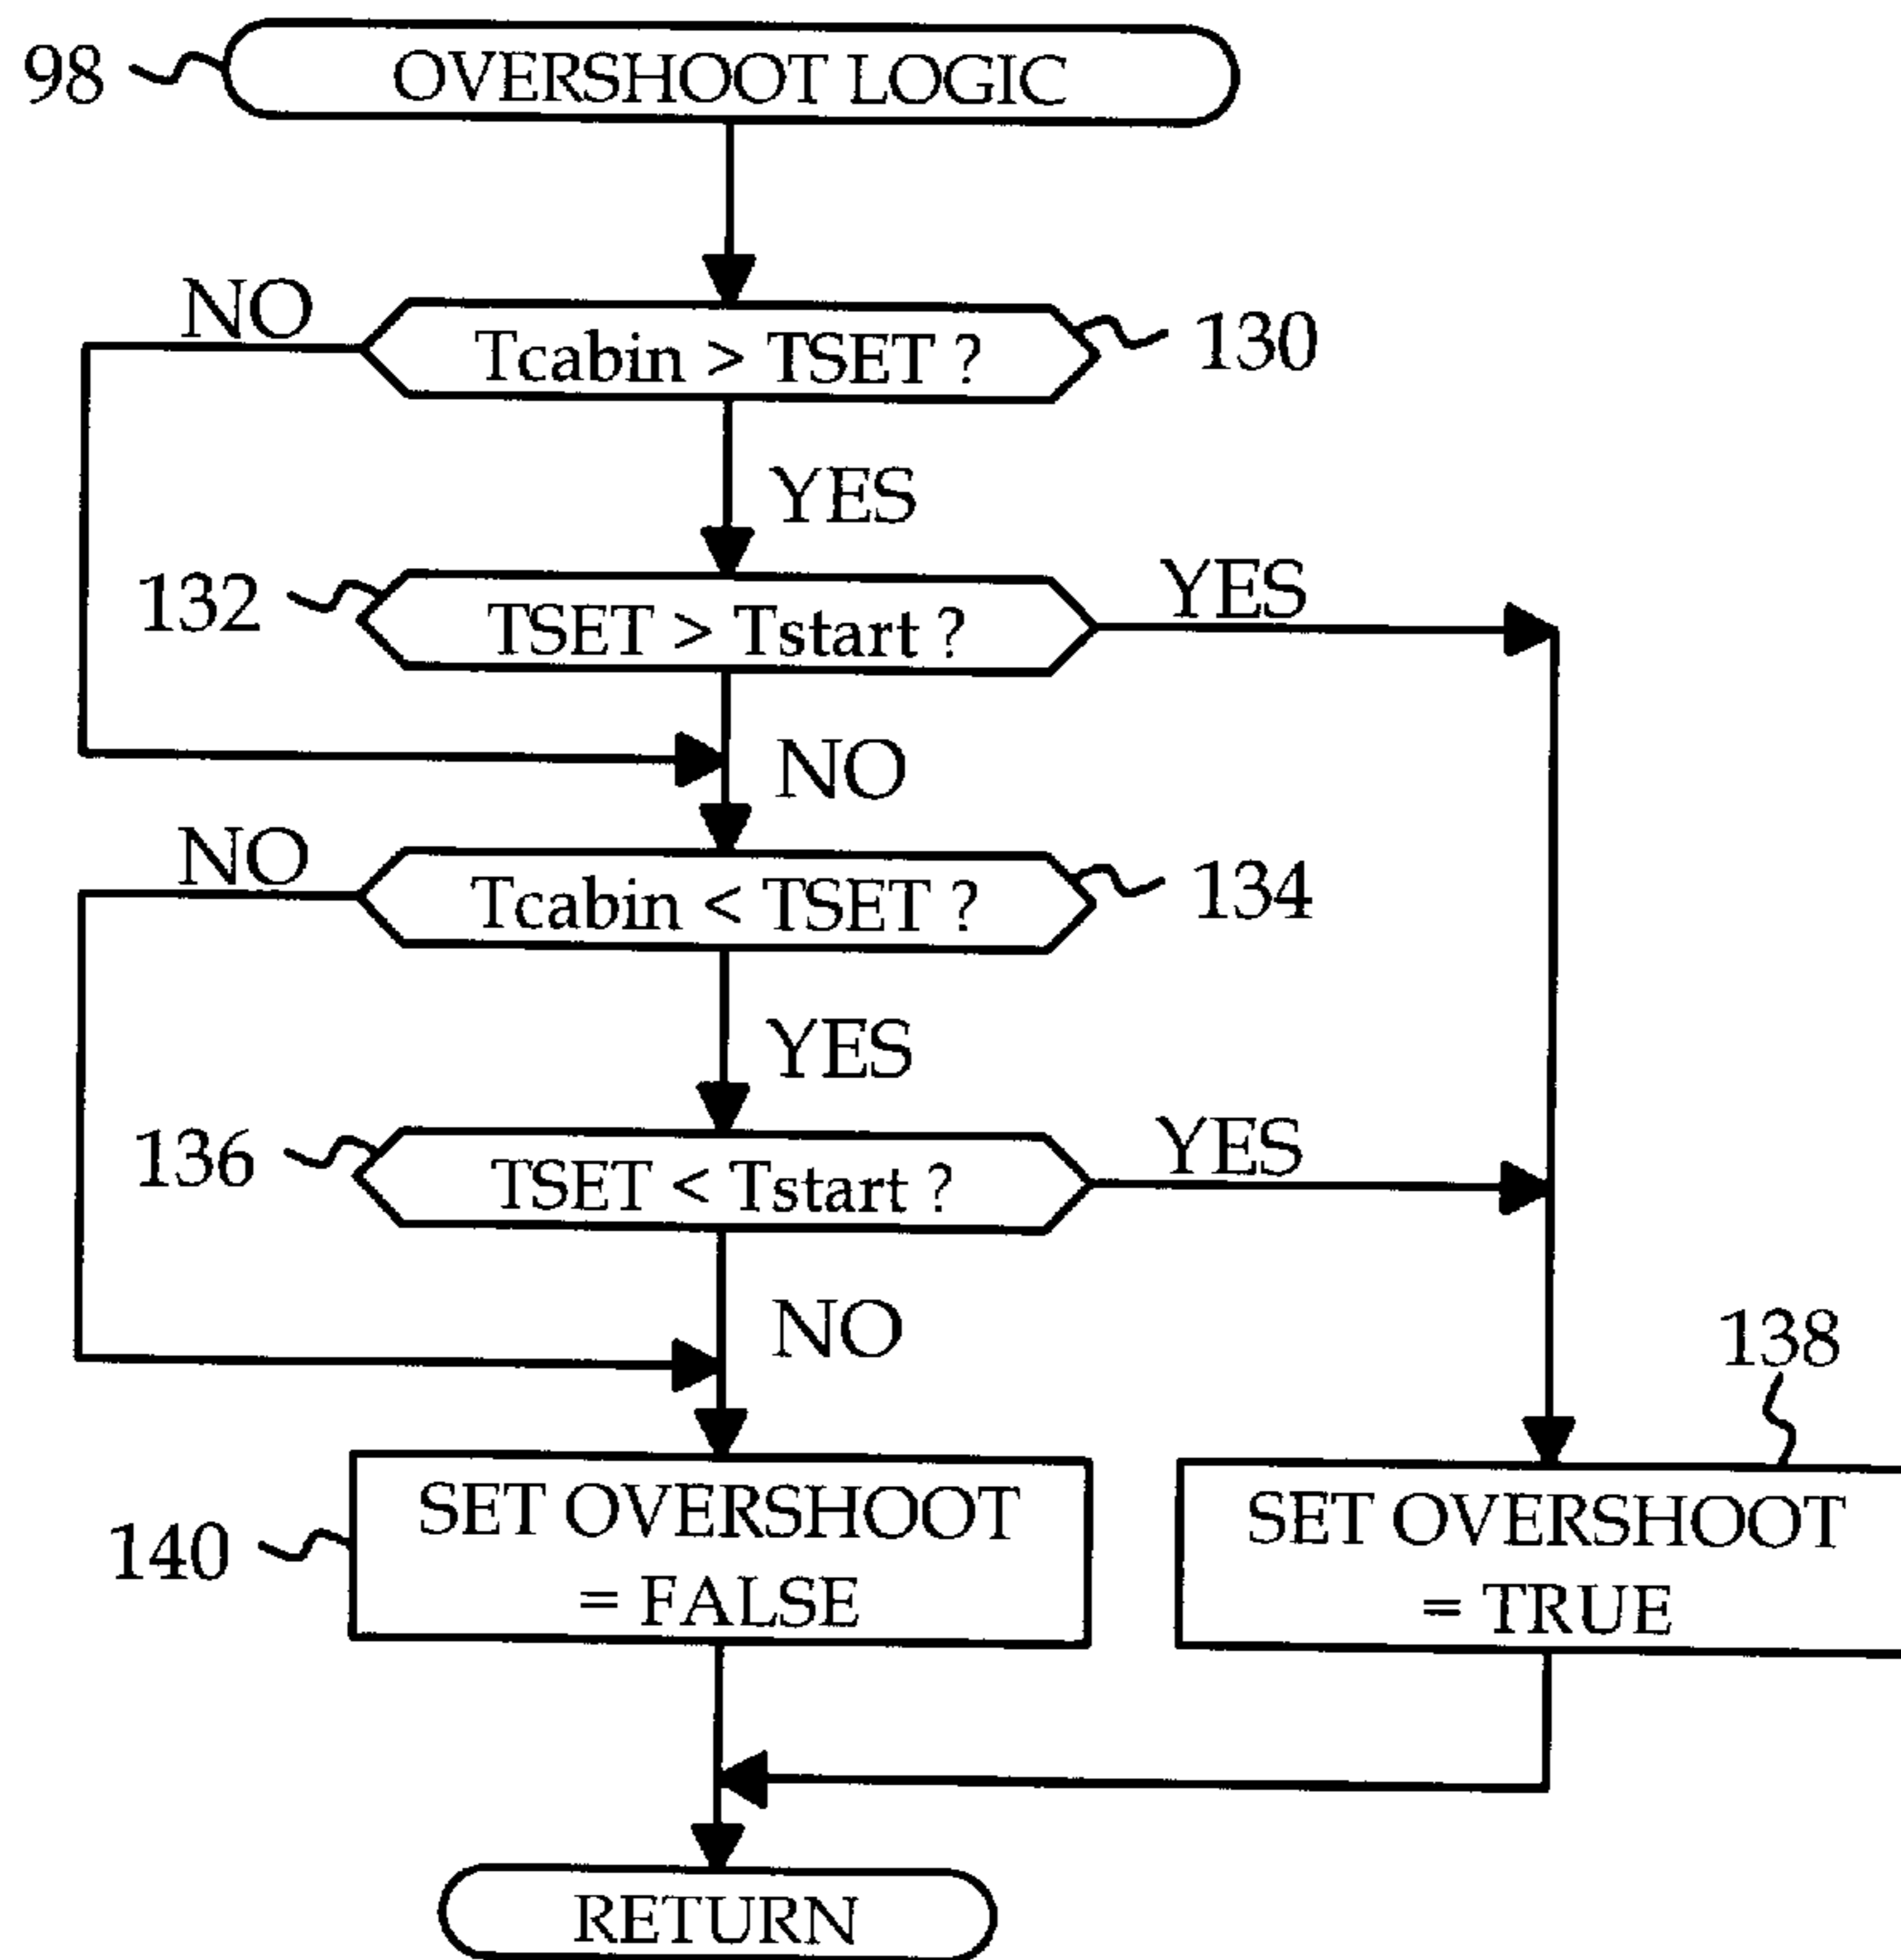 98
OVERSHOOT LOGIC
NO
Tcabin > TSET ?
130
YES
132
TSET > Tstart ?
YES
NO
NO
Tcabin < TSET ?
134
YES
136
TSET < Tstart ?
YES
NO
138
140
SET OVERSHOOT
= FALSE
SET OVERSHOOT
= TRUE
RETURN